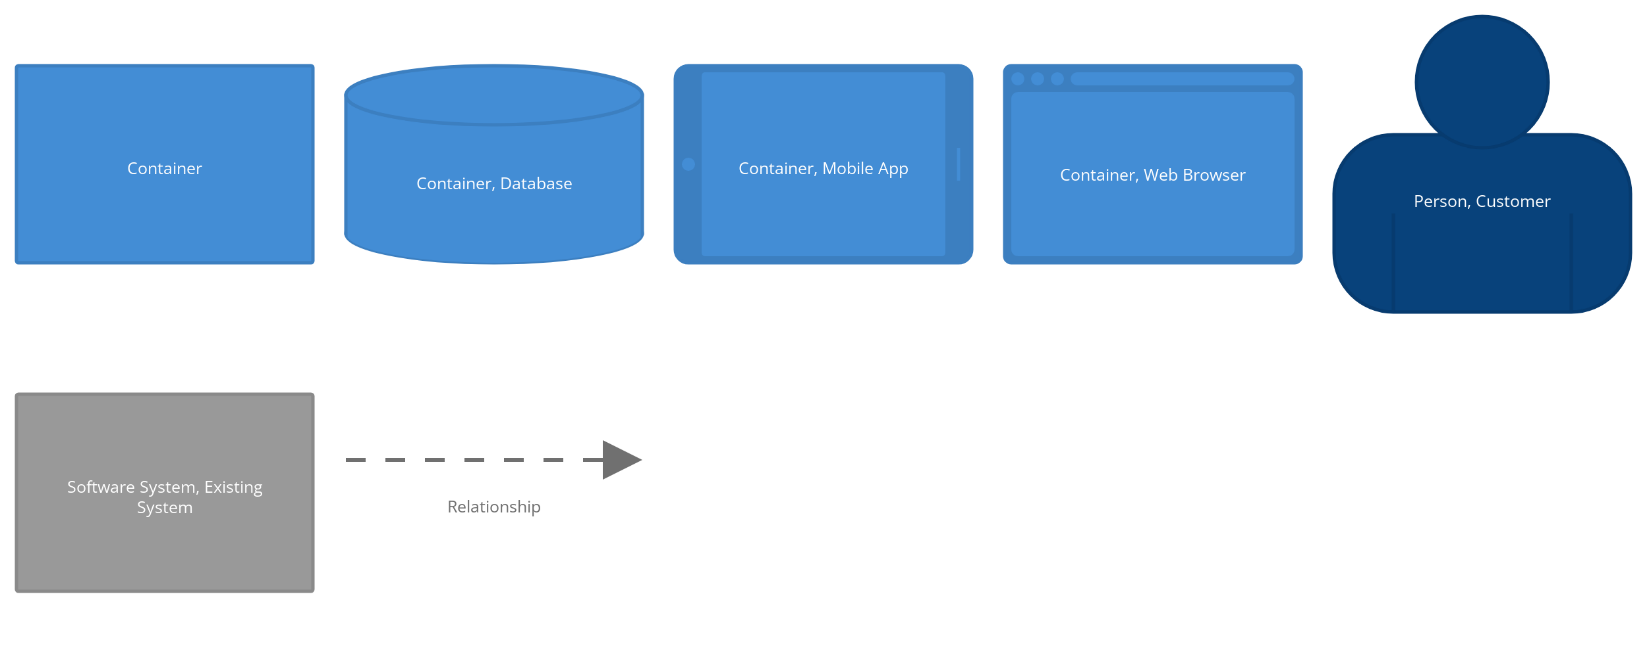 Container
Container, Database
Container, Mobile App
Container, Web Browser
Person, Customer
Software System, Existing
System
Relationship